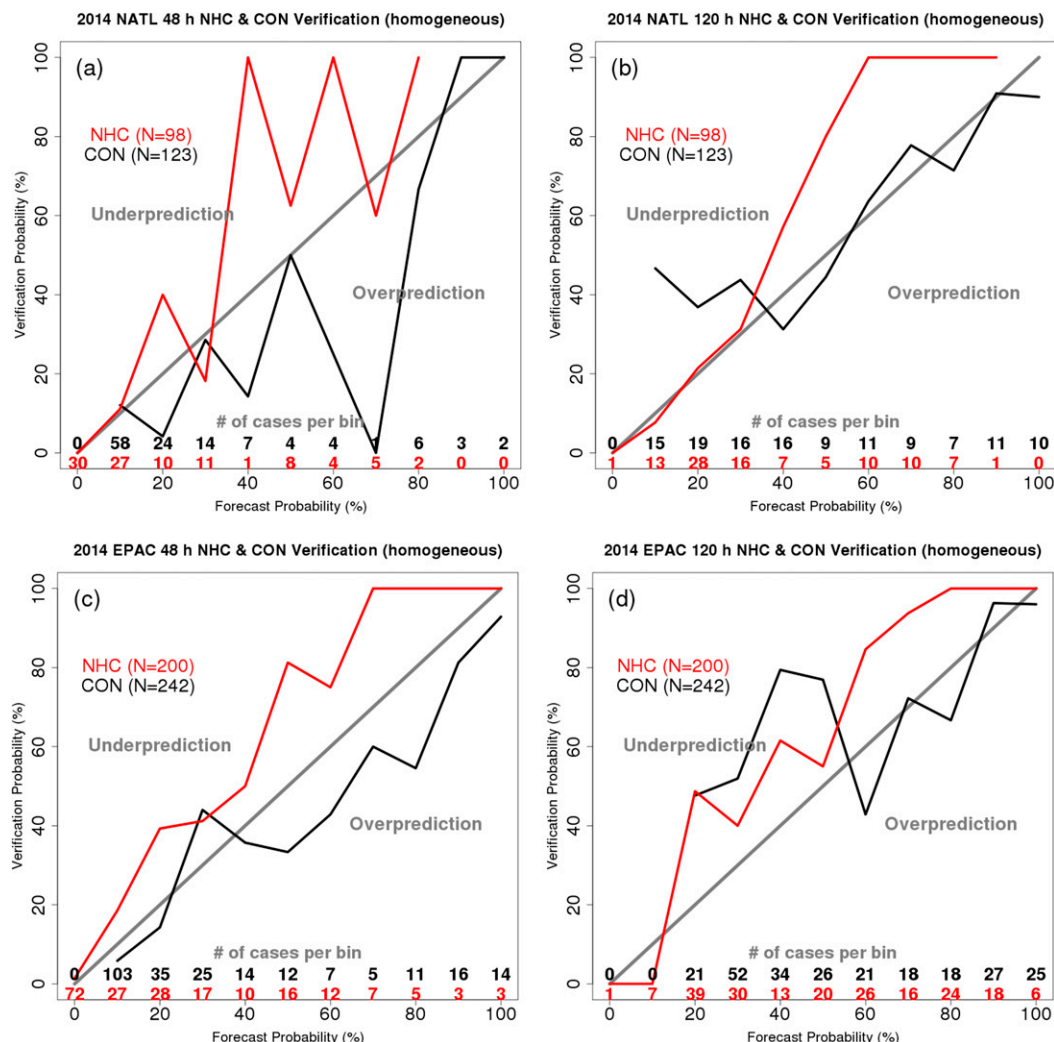 2014 NATL 48 h NHC & CON Verification (homogeneous)
(a)
NHC (N=98)
CON (N=123)
Underprediction
Overprediction
# of cases per bin
0 58 24 14 7 4 4 1 6 3 2
30 27 10 11 1 8 4 5 2 0 0
0 20 40 60 80 100
Forecast Probability (%)
0 20 40 60 80 100
Verification Probability (%)
2014 NATL 120 h NHC & CON Verification (homogeneous)
(b)
NHC (N=98)
CON (N=123)
Underprediction
Overprediction
# of cases per bin
0 15 19 16 16 9 11 9 7 11 10
1 13 28 16 7 5 10 10 7 1 0
0 20 40 60 80 100
Forecast Probability (%)
0 20 40 60 80 100
Verification Probability (%)
2014 EPAC 48 h NHC & CON Verification (homogeneous)
(c)
NHC (N=200)
CON (N=242)
Underprediction
Overprediction
# of cases per bin
0 103 35 25 14 12 7 5 11 16 14
72 27 28 17 10 16 12 7 5 3 3
0 20 40 60 80 100
Forecast Probability (%)
0 20 40 60 80 100
Verification Probability (%)
2014 EPAC 120 h NHC & CON Verification (homogeneous)
(d)
NHC (N=200)
CON (N=242)
Underprediction
Overprediction
# of cases per bin
0 0 21 52 34 26 21 18 18 27 25
1 7 39 30 13 20 26 16 24 18 6
0 20 40 60 80 100
Forecast Probability (%)
0 20 40 60 80 100
Verification Probability (%)